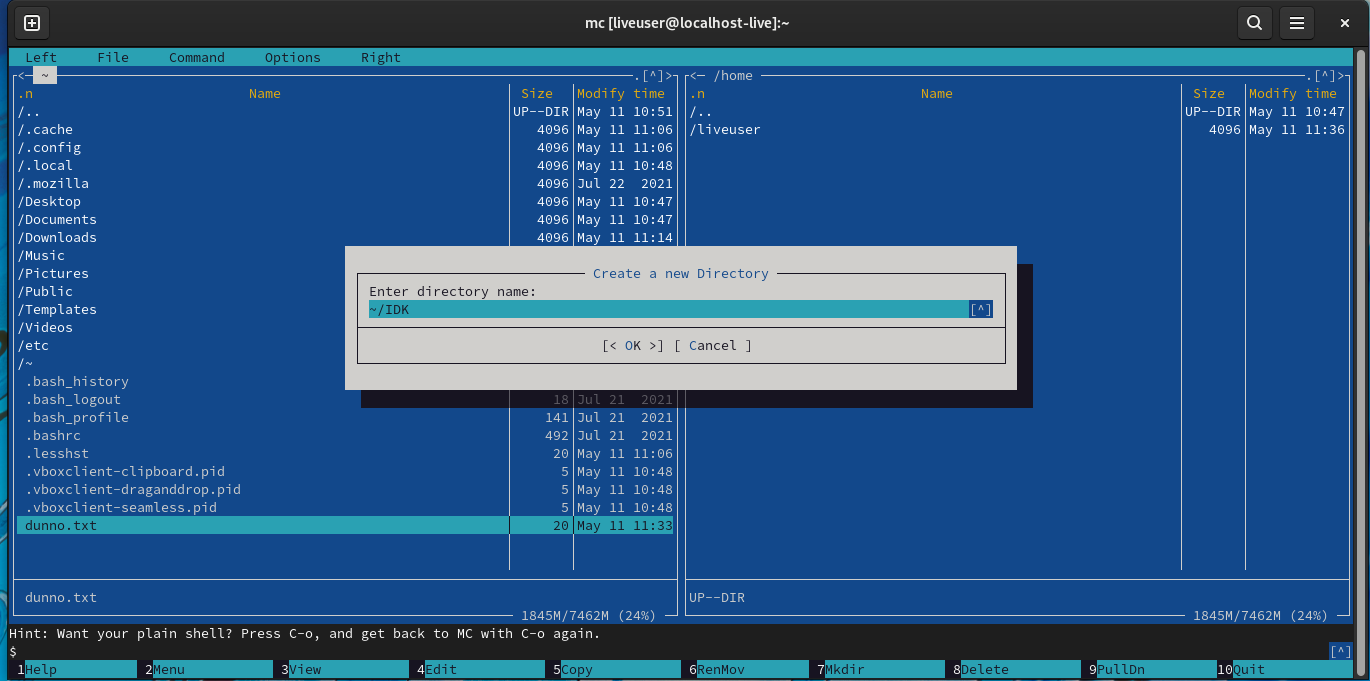 mc [liveuser@localhost-live]:~
Left File Command Options Right
<─ ~ .[^]>
.n Name Size Modify time
/.. UP--DIR May 11 10:51
/.cache 4096 May 11 11:06
/.config 4096 May 11 11:06
/.local 4096 May 11 10:48
/.mozilla 4096 Jul 22 2021
/Desktop 4096 May 11 10:47
/Documents 4096 May 11 10:47
/Downloads 4096 May 11 11:14
/Music
/Pictures
/Public
/Templates
/Videos
/etc
/~
.bash_history
.bash_logout 18 Jul 21 2021
.bash_profile 141 Jul 21 2021
.bashrc 492 Jul 21 2021
.lesshst 20 May 11 11:06
.vboxclient-clipboard.pid 5 May 11 10:48
.vboxclient-draganddrop.pid 5 May 11 10:48
.vboxclient-seamless.pid 5 May 11 10:48
dunno.txt 20 May 11 11:33
dunno.txt
1845M/7462M (24%)
<─ /home .[^]>
.n Name Size Modify time
/.. UP--DIR May 11 10:47
/liveuser 4096 May 11 11:36
UP--DIR
1845M/7462M (24%)
Create a new Directory
Enter directory name:
~/IDK [^]
[< OK >] [ Cancel ]
Hint: Want your plain shell? Press C-o, and get back to MC with C-o again.
$ [^]
1Help 2Menu 3View 4Edit 5Copy 6RenMov 7Mkdir 8Delete 9PullDn 10Quit